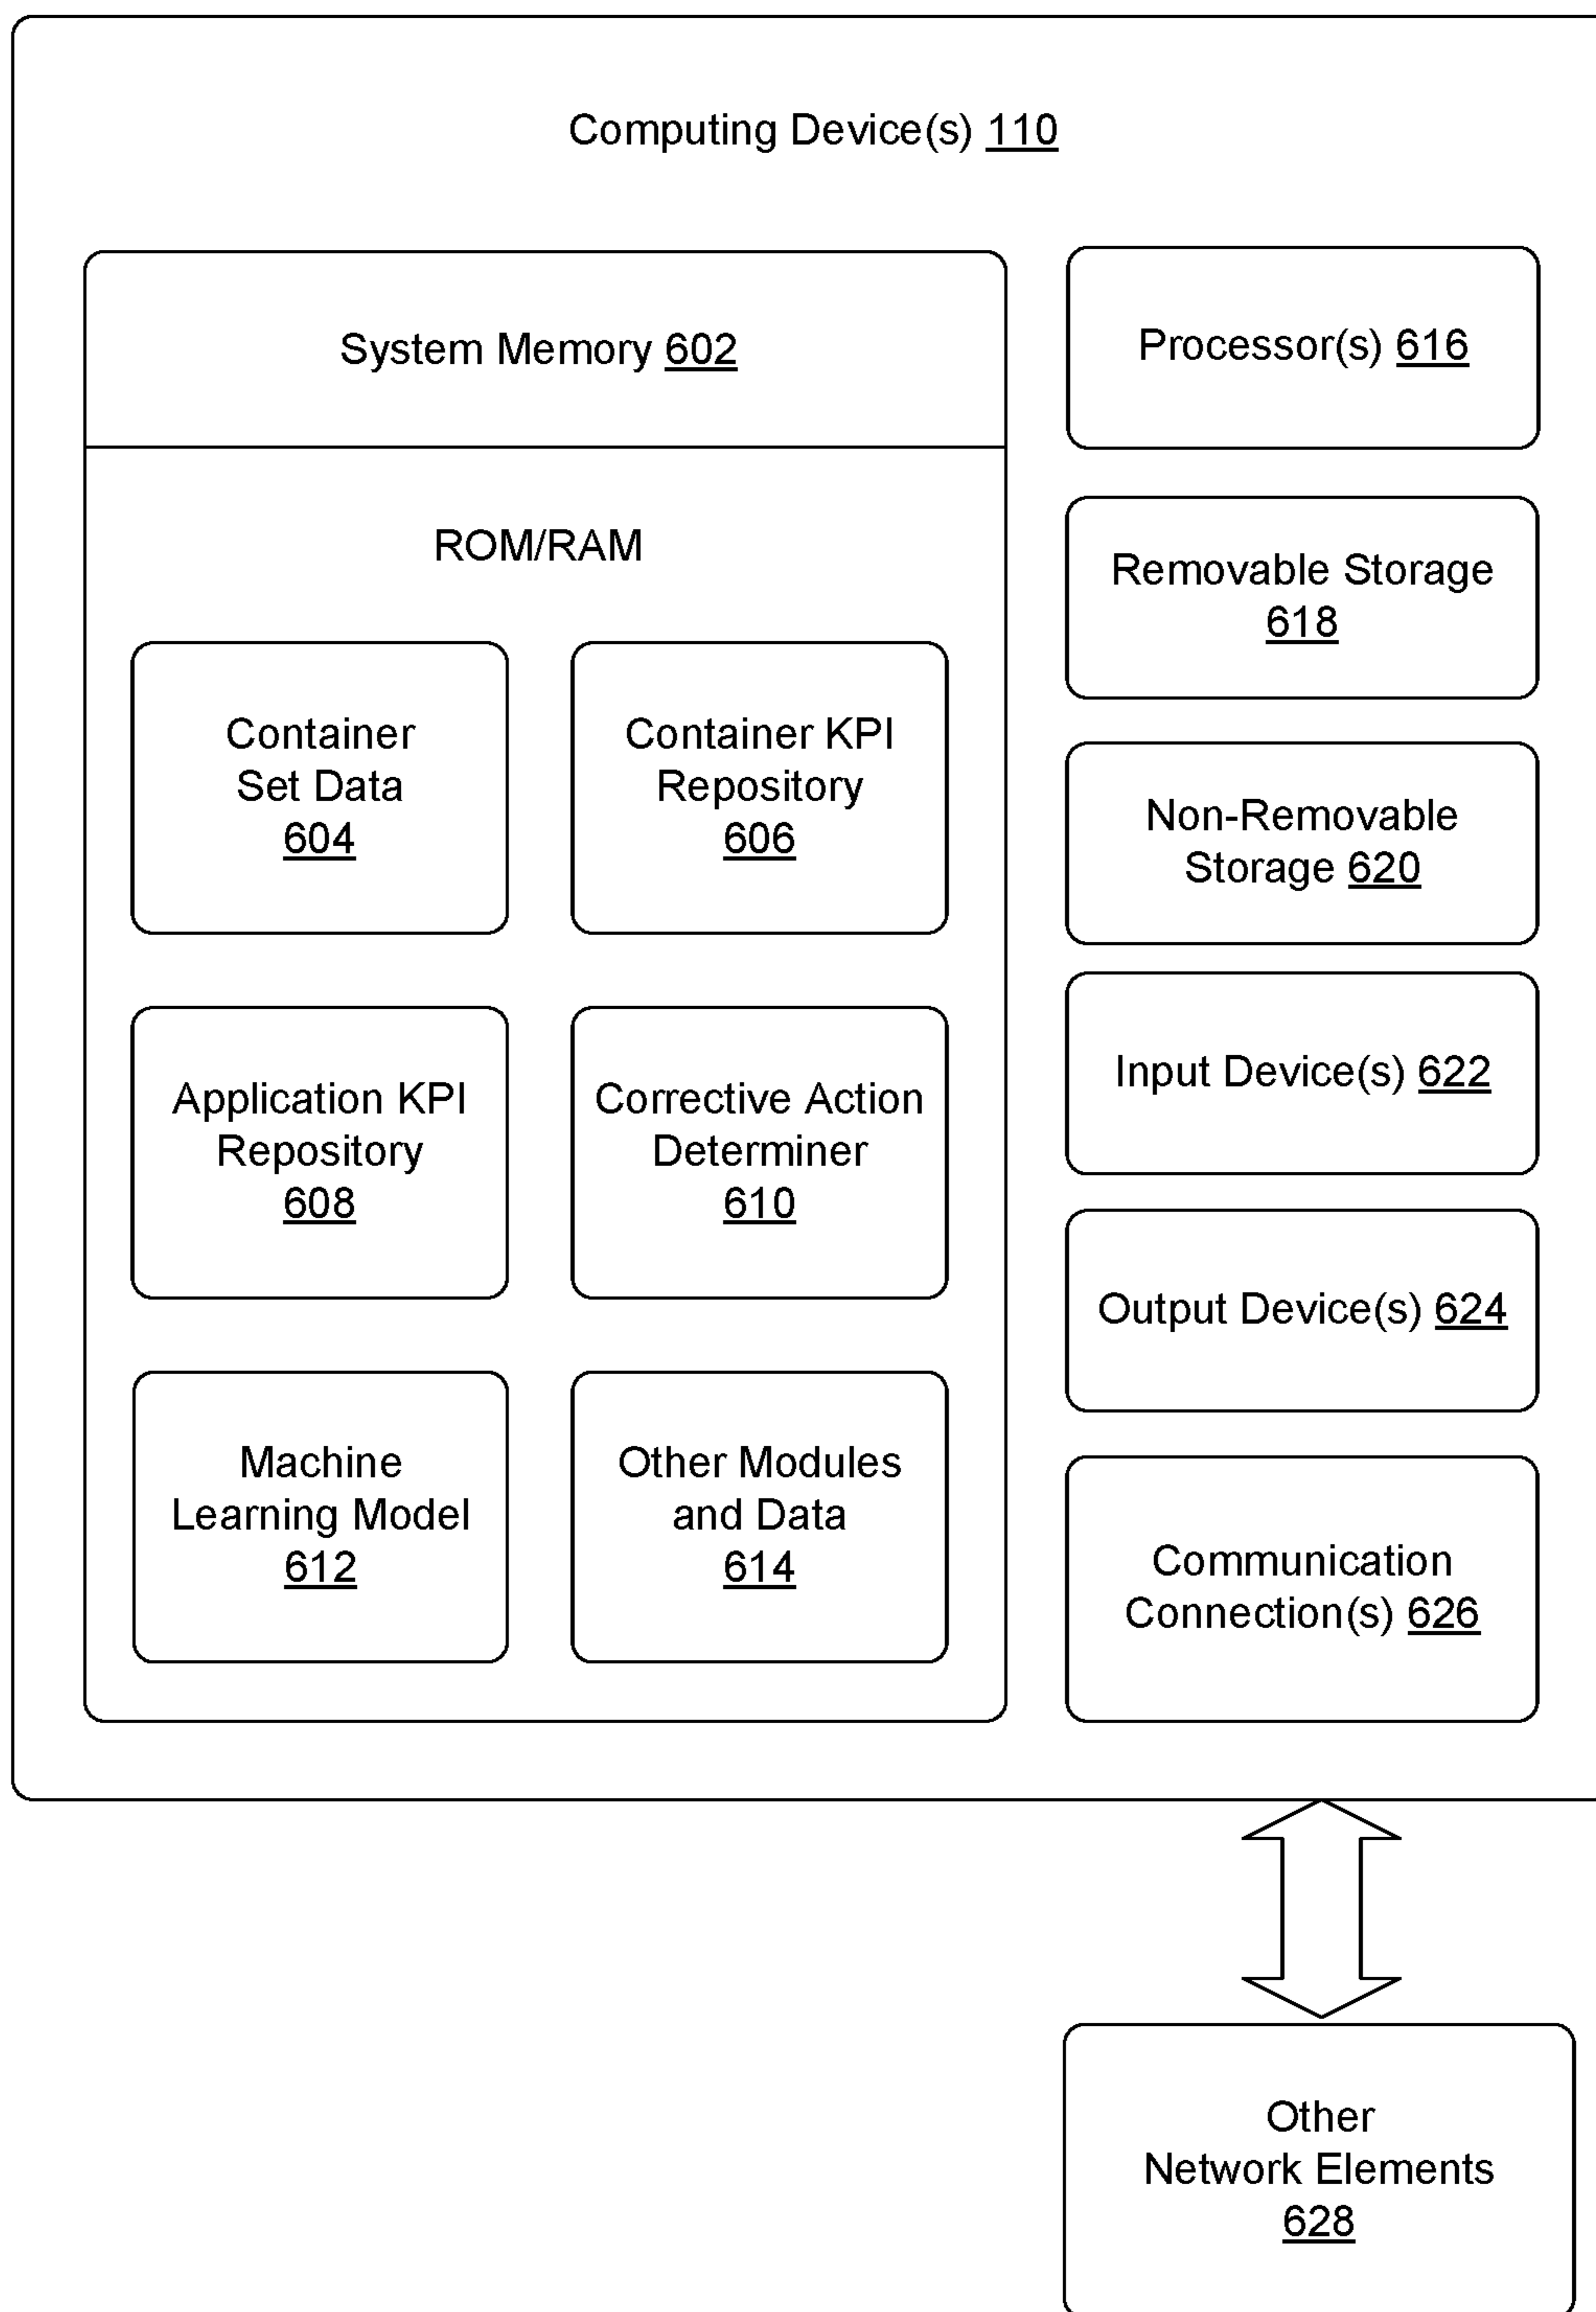 Computing Device(s) 110
System Memory 602
ROM/RAM
Container
Set Data
604
Container KPI
Repository
606
Application KPI
Repository
608
Corrective Action
Determiner
610
Machine
Learning Model
612
Other Modules
and Data
614
Processor(s) 616
Removable Storage
618
Non-Removable
Storage 620
Input Device(s) 622
Output Device(s) 624
Communication
Connection(s) 626
Other
Network Elements
628